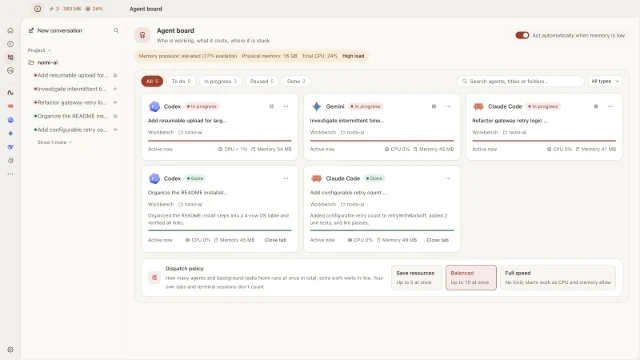 3 · 383 MB · 24%
Agent board
New conversation
Project
nomi-ai
Add resumable upload for...
Investigate intermittent t...
Refactor gateway retry lo...
Organize the README ins...
Add configurable retry co...
Show 1 more
Agent board
Who is working, what it costs, where it is stuck
Act automatically when memory is low
Memory pressure: elevated (37% available) Physical memory: 16 GB Total CPU: 24% High load
All 5 To do 0 In progress 3 Paused 0 Done 2
Search agents, titles or folders...
All types
Codex In progress
Add resumable upload for larg...
Workbench nomi-ai
Active now CPU < 1% Memory 54 MB
Gemini In progress
Investigate intermittent time...
Workbench nomi-ai
Active now CPU 0% Memory 45 MB
Claude Code In progress
Refactor gateway retry logic ...
Workbench nomi-ai
Active now CPU 0% Memory 41 MB
Codex Done
Organize the README installat...
Workbench nomi-ai
Organized the README install steps into a 4-row OS table and
verified all links.
Active now CPU 0% Memory 45 MB Close tab
Claude Code Done
Add configurable retry count ...
Workbench nomi-ai
Added configurable retry count to retryWithBackoff, added 2
unit tests, and lint passes.
Active now CPU 0% Memory 49 MB Close tab
Dispatch policy
How many agents and background tasks Nomi runs at once in total; extra work waits in line. Your
own tabs and terminal sessions don't count
Save resources
Up to 5 at once
Balanced
Up to 10 at once
Full speed
No limit; starts work as CPU and memory allow